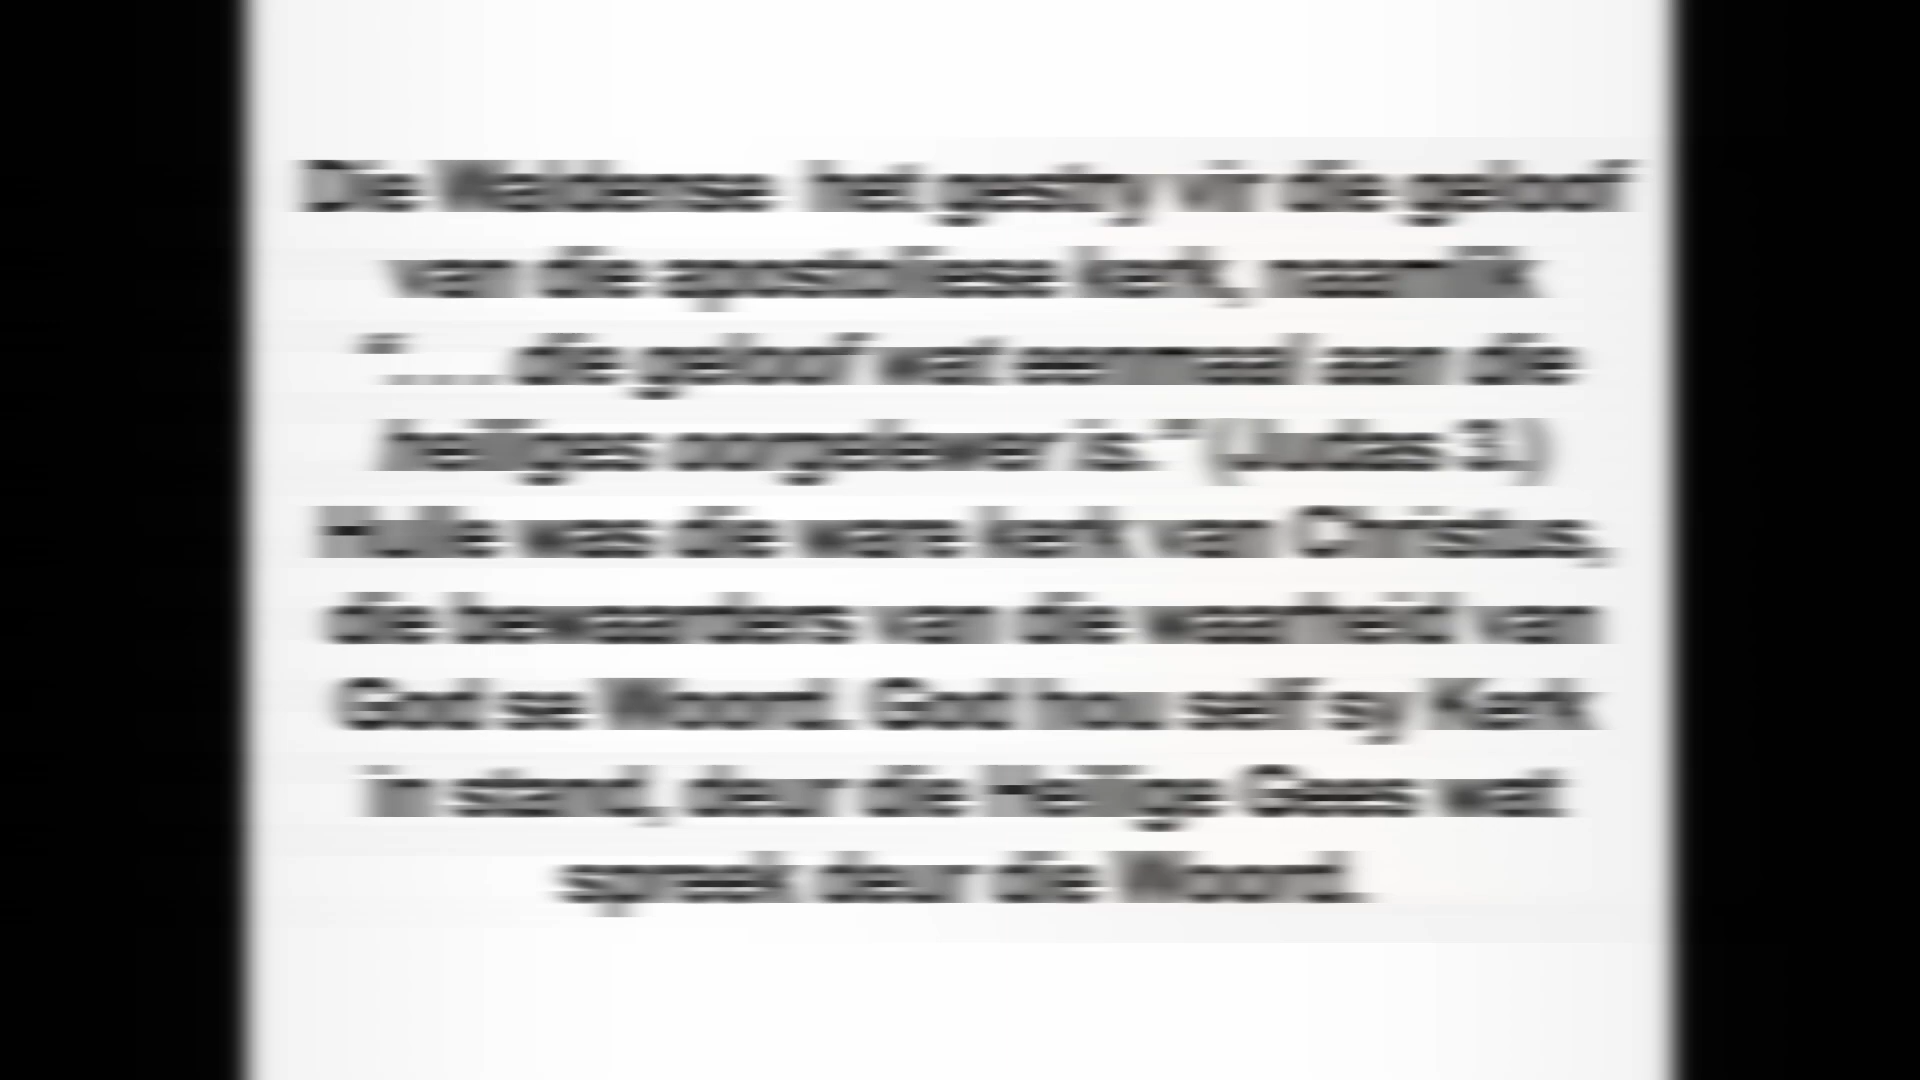 Die Waldense het gestry vir die geloof
van die apostoliese kerk, naamlik
“.... die geloof wat eenmaal aan die
heiliges oorgelewer is.” (Judas 3.)
Hulle was die ware kerk van Christus,
die bewaarders van die waarheid van
God se Woord. God hou self sy Kerk
in stand, deur die Heilige Gees wat
spreek deur die Woord.